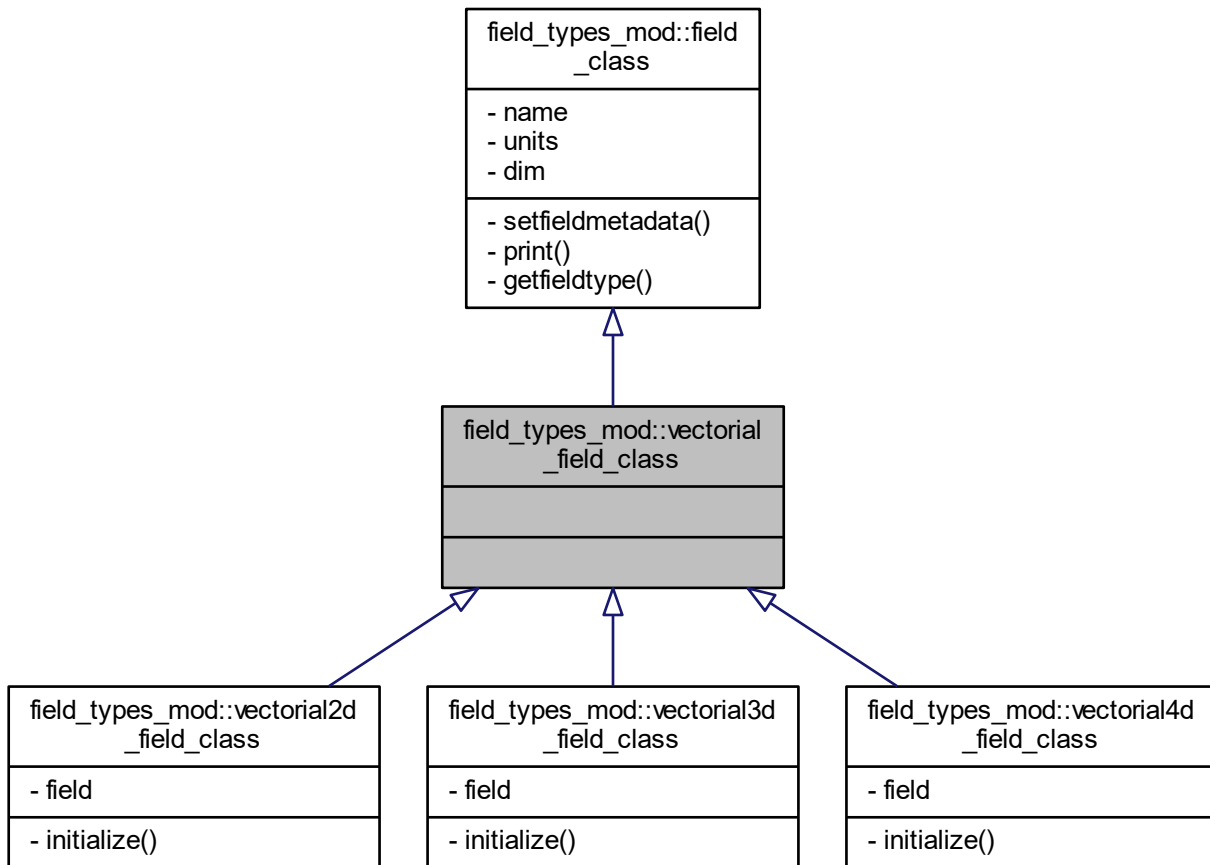 field_types_mod::field
_class
- name
- units
- dim
- setfieldmetadata()
- print()
- getfieldtype()
field_types_mod::vectorial
_field_class
field_types_mod::vectorial2d
_field_class
- field
- initialize()
field_types_mod::vectorial3d
_field_class
- field
- initialize()
field_types_mod::vectorial4d
_field_class
- field
- initialize()